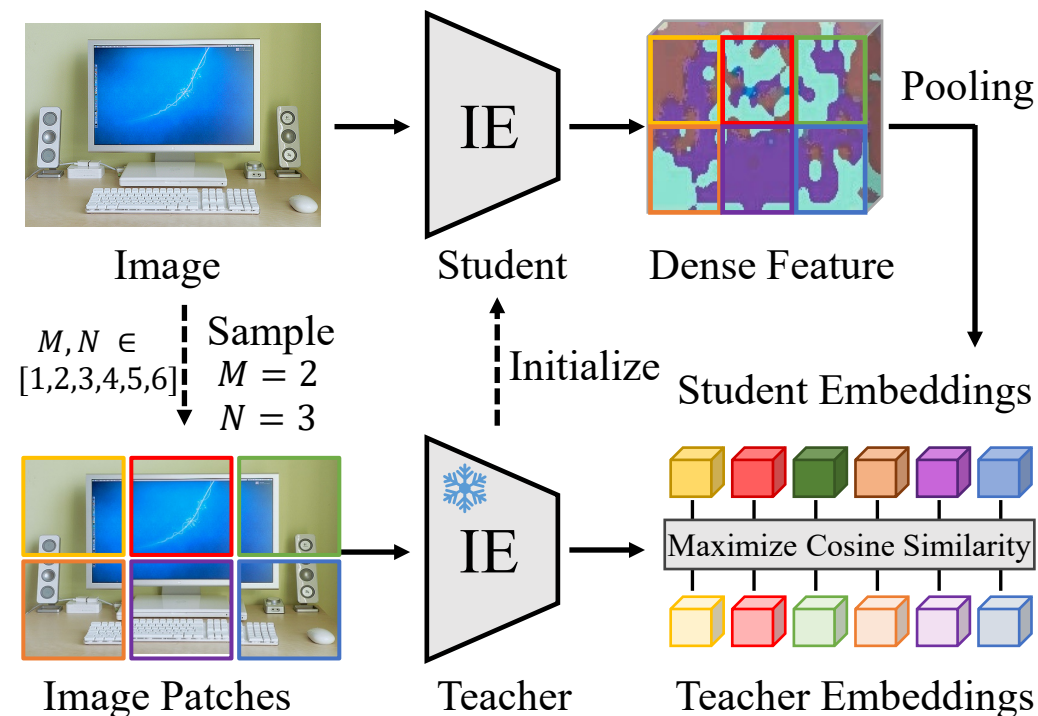 IE
Pooling
Image
Student
Dense Feature
M, N ∈
[1,2,3,4,5,6]
Sample
M = 2
N = 3
Initialize
Student Embeddings
IE
Maximize Cosine Similarity
Image Patches
Teacher
Teacher Embeddings